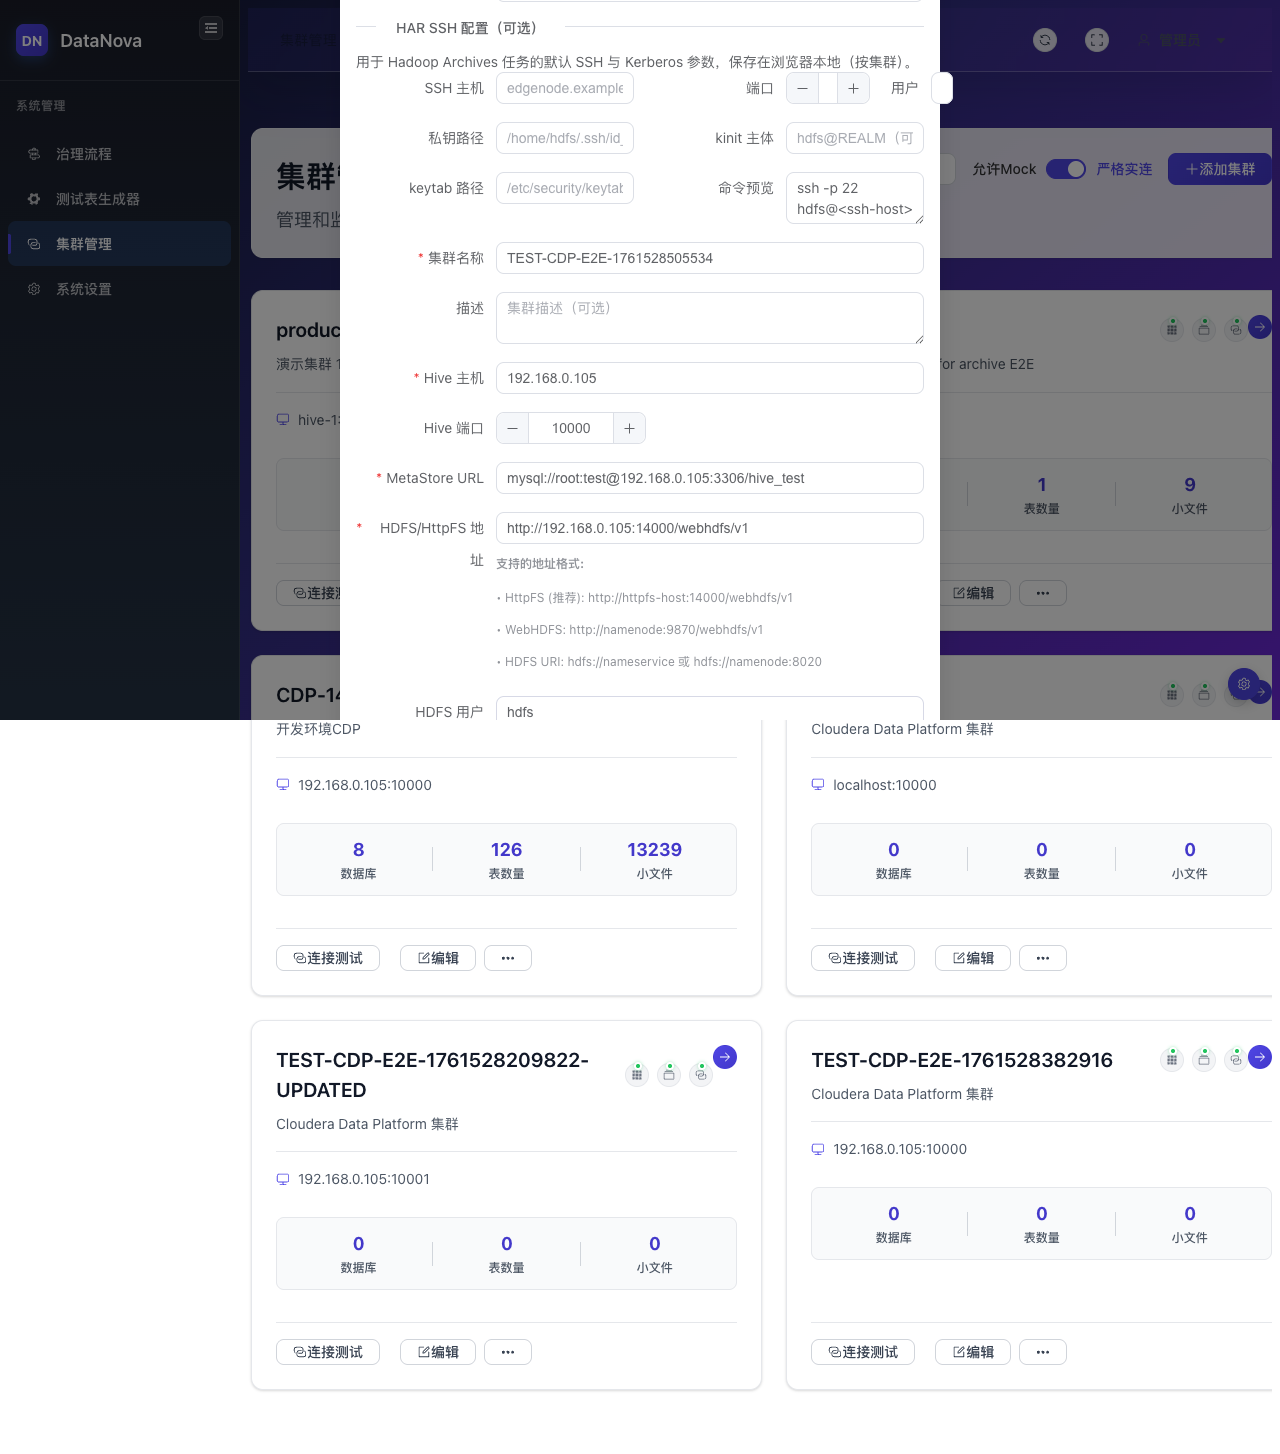 DN DataNova
系统管理
治理流程
测试表生成器
集群管理
系统设置
管理员
允许Mock
严格实连
添加集群
HAR SSH 配置（可选）
用于 Hadoop Archives 任务的默认 SSH 与 Kerberos 参数，保存在浏览器本地（按集群）。
SSH 主机 edgenode.example
端口
用户
私钥路径 /home/hdfs/.ssh/id_
kinit 主体 hdfs@REALM（可
keytab 路径 /etc/security/keytab
命令预览 ssh -p 22
hdfs@<ssh-host>
* 集群名称 TEST-CDP-E2E-1761528505534
描述 集群描述（可选）
* Hive 主机 192.168.0.105
Hive 端口 10000
* MetaStore URL mysql://root:test@192.168.0.105:3306/hive_test
* HDFS/HttpFS 地址 http://192.168.0.105:14000/webhdfs/v1
支持的地址格式:
• HttpFS (推荐): http://httpfs-host:14000/webhdfs/v1
• WebHDFS: http://namenode:9870/webhdfs/v1
• HDFS URI: hdfs://nameservice 或 hdfs://namenode:8020
HDFS 用户 hdfs
集群
管理和
produc
演示集群
hive-1
连接测
for archive E2E
1 表数量
9 小文件
编辑
CDP-14
开发环境CDP
192.168.0.105:10000
8 126 13239
数据库 表数量 小文件
连接测试 编辑
Cloudera Data Platform 集群
localhost:10000
0 0 0
数据库 表数量 小文件
连接测试 编辑
TEST-CDP-E2E-1761528209822-
UPDATED
Cloudera Data Platform 集群
192.168.0.105:10001
0 0 0
数据库 表数量 小文件
连接测试 编辑
TEST-CDP-E2E-1761528382916
Cloudera Data Platform 集群
192.168.0.105:10000
0 0 0
数据库 表数量 小文件
连接测试 编辑